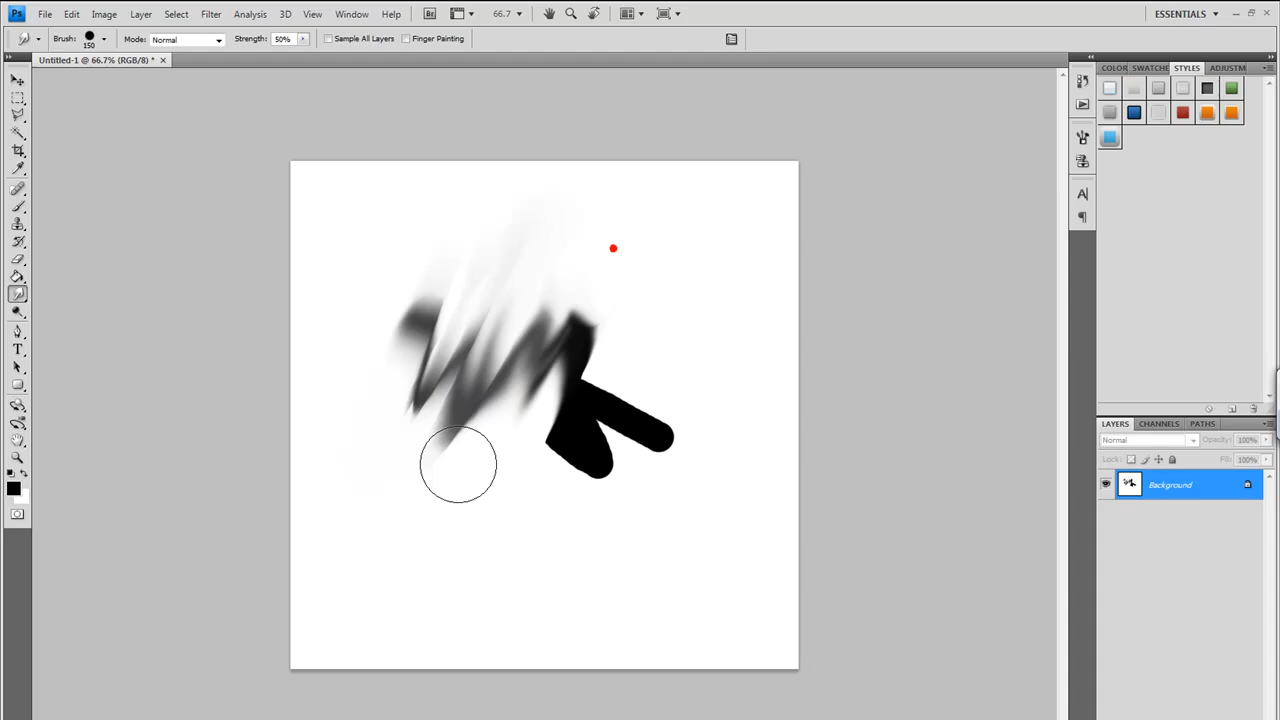 Ps File Edit Image Layer Select Filter Analysis 3D View Window Help Br 66.7 ESSENTIALS
Brush: 150 Mode: Normal Strength: 50% Sample All Layers Finger Painting
Untitled-1 @ 66.7% (RGB/8) *
COLOR SWATCHE STYLES ADJUSTM
LAYERS CHANNELS PATHS
Normal Opacity: 100%
Lock: Fill: 100%
Background